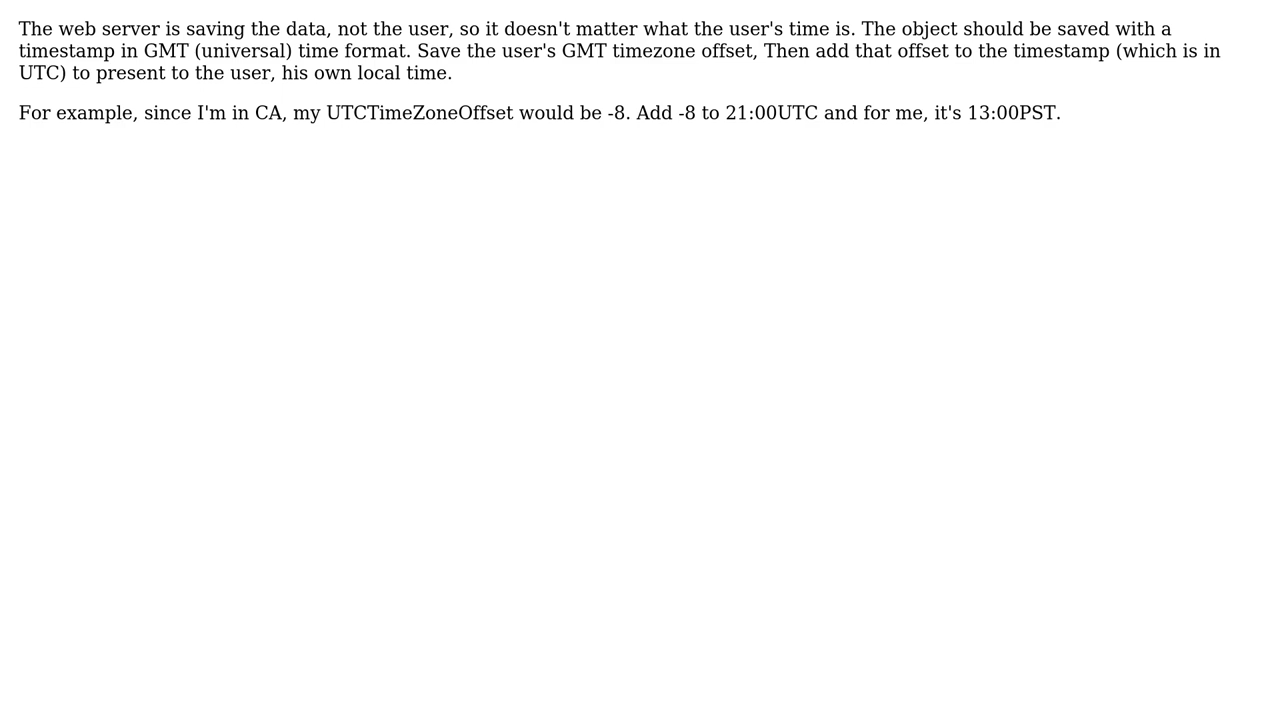 The web server is saving the data, not the user, so it doesn't matter what the user's time is. The object should be saved with a
timestamp in GMT (universal) time format. Save the user's GMT timezone offset, Then add that offset to the timestamp (which is in
UTC) to present to the user, his own local time.
For example, since I'm in CA, my UTCTimeZoneOffset would be -8. Add -8 to 21:00UTC and for me, it's 13:00PST.